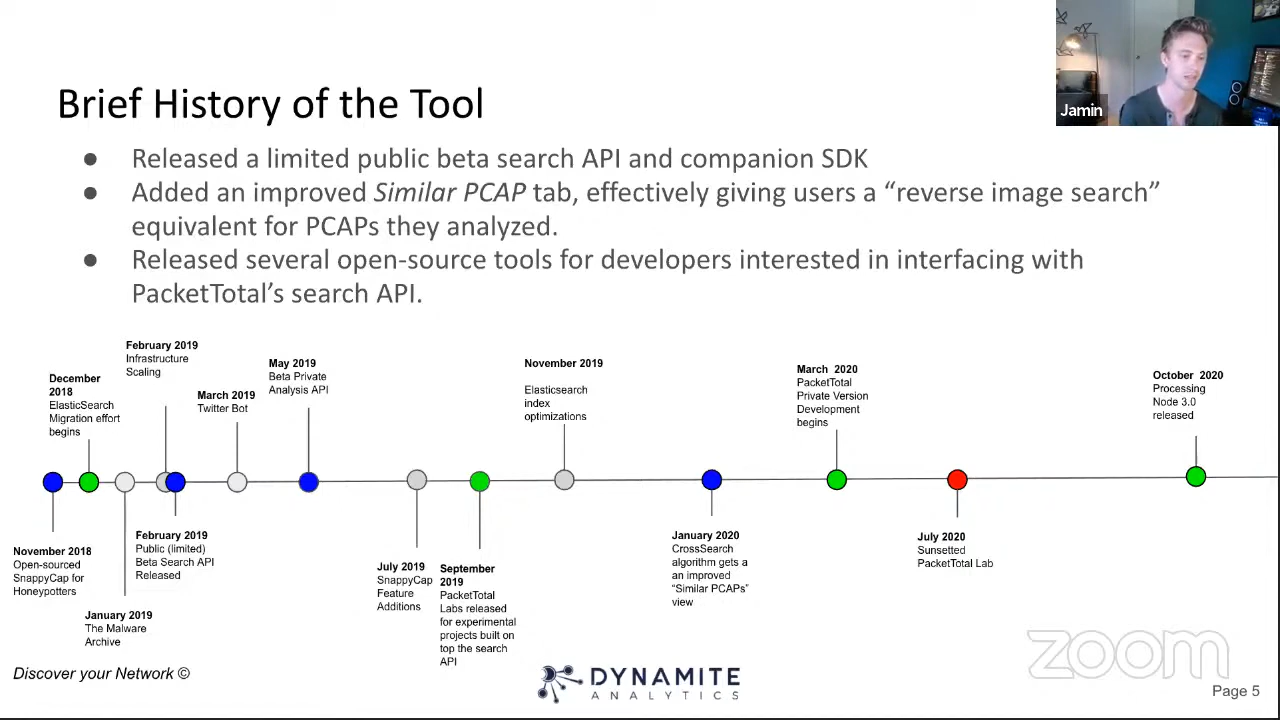 Jamin
Brief History of the Tool
● Released a limited public beta search API and companion SDK
● Added an improved Similar PCAP tab, effectively giving users a “reverse image search”
equivalent for PCAPs they analyzed.
● Released several open-source tools for developers interested in interfacing with
PacketTotal’s search API.
December
2018
ElasticSearch
Migration effort
begins
February 2019
Infrastructure
Scaling
March 2019
Twitter Bot
May 2019
Beta Private
Analysis API
November 2019
Elasticsearch
index
optimizations
March 2020
PacketTotal
Private Version
Development
begins
October 2020
Processing
Node 3.0
released
November 2018
Open-sourced
SnappyCap for
Honeypotters
January 2019
The Malware
Archive
February 2019
Public (limited)
Beta Search API
Released
July 2019
SnappyCap
Feature
Additions
September
2019
PacketTotal
Labs released
for experimental
projects built on
top the search
API
January 2020
CrossSearch
algorithm gets a
an improved
“Similar PCAPs”
view
July 2020
Sunsetted
PacketTotal Lab
Discover your Network ©
DYNAMITE
ANALYTICS
zoom
Page 5